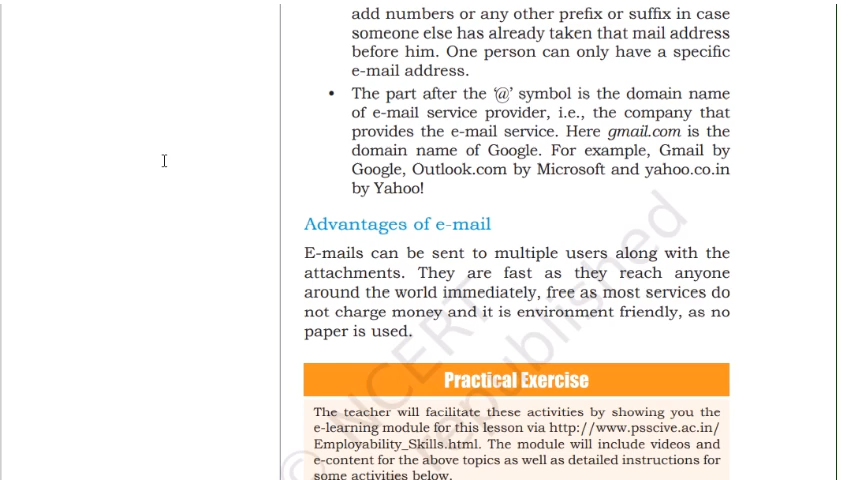 add numbers or any other prefix or suffix in case
someone else has already taken that mail address
before him. One person can only have a specific
e-mail address.
• The part after the ‘@’ symbol is the domain name
of e-mail service provider, i.e., the company that
provides the e-mail service. Here gmail.com is the
domain name of Google. For example, Gmail by
Google, Outlook.com by Microsoft and yahoo.co.in
by Yahoo!
Advantages of e-mail
E-mails can be sent to multiple users along with the
attachments. They are fast as they reach anyone
around the world immediately, free as most services do
not charge money and it is environment friendly, as no
paper is used.
Practical Exercise
The teacher will facilitate these activities by showing you the
e-learning module for this lesson via http://www.psscive.ac.in/
Employability_Skills.html. The module will include videos and
e-content for the above topics as well as detailed instructions for
some activities below.
© NCERT
republished